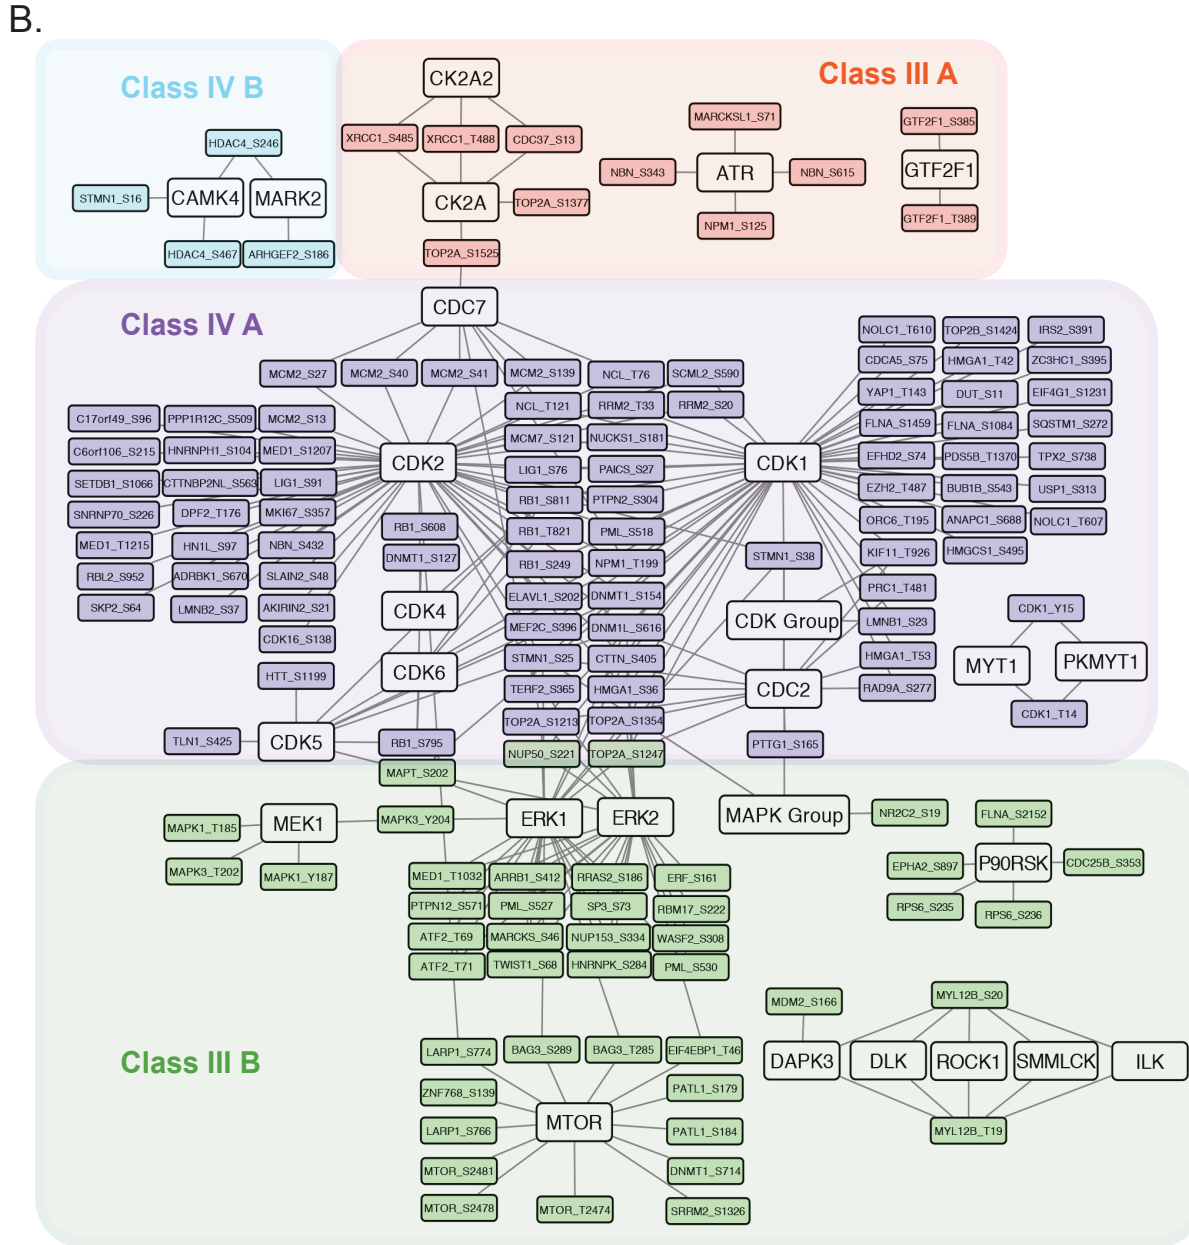 B.
Class IV B
HDAC4_S246
STMN1_S16
CAMK4
MARK2
HDAC4_S467
ARHGEF2_S186
Class III A
CK2A2
XRCC1_S485
XRCC1_T488
CDC37_S13
CK2A
TOP2A_S1377
TOP2A_S1525
MARCKSL1_S71
NBN_S343
ATR
NBN_S615
NPM1_S125
GTF2F1_S385
GTF2F1
GTF2F1_T389
Class IV A
CDC7
MCM2_S27
MCM2_S40
MCM2_S41
MCM2_S139
NCL_T76
SCML2_S590
NCL_T121
RRM2_T33
RRM2_S20
MCM7_S121
NUCKS1_S181
LIG1_S76
PAICS_S27
RB1_S811
PTPN2_S304
RB1_T821
PML_S518
RB1_S249
NPM1_T199
ELAVL1_S202
DNMT1_S154
MEF2C_S396
DNM1L_S616
STMN1_S25
CTTN_S405
TERF2_S365
HMGA1_S36
TOP2A_S1213
TOP2A_S1354
NUP50_S221
TOP2A_S1247
C17orf49_S96
PPP1R12C_S509
MCM2_S13
C6orf106_S215
HNRNPH1_S104
MED1_S1207
SETDB1_S1066
CTTNBP2NL_S563
LIG1_S91
SNRNP70_S226
DPF2_T176
MKI67_S357
MED1_T1215
HN1L_S97
NBN_S432
RBL2_S952
ADRBK1_S670
SLAIN2_S48
SKP2_S64
LMNB2_S37
AKIRIN2_S21
CDK16_S138
HTT_S1199
TLN1_S425
CDK5
CDK2
RB1_S608
DNMT1_S127
CDK4
CDK6
RB1_S795
CDK1
STMN1_S38
CDK Group
CDC2
PTTG1_S165
NOLC1_T610
TOP2B_S1424
IRS2_S391
CDCA5_S75
HMGA1_T42
ZC3HC1_S395
YAP1_T143
DUT_S11
EIF4G1_S1231
FLNA_S1459
FLNA_S1084
SQSTM1_S272
EFHD2_S74
PDS5B_T1370
TPX2_S738
EZH2_T487
BUB1B_S543
USP1_S313
ORC6_T195
ANAPC1_S688
NOLC1_T607
KIF11_T926
HMGCS1_S495
PRC1_T481
LMNB1_S23
HMGA1_T53
RAD9A_S277
CDK1_Y15
MYT1
PKMYT1
CDK1_T14
Class III B
MAPT_S202
MAPK1_T185
MEK1
MAPK3_Y204
MAPK3_T202
MAPK1_Y187
ERK1
ERK2
MAPK Group
NR2C2_S19
FLNA_S2152
EPHA2_S897
P90RSK
CDC25B_S353
RPS6_S235
RPS6_S236
MED1_T1032
ARRB1_S412
RRAS2_S186
ERF_S161
PTPN12_S571
PML_S527
SP3_S73
RBM17_S222
ATF2_T69
MARCKS_S46
NUP153_S334
WASF2_S308
ATF2_T71
TWIST1_S68
HNRNPK_S284
PML_S530
LARP1_S774
BAG3_S289
BAG3_T285
EIF4EBP1_T46
ZNF768_S139
PATL1_S179
LARP1_S766
MTOR
PATL1_S184
MTOR_S2481
DNMT1_S714
MTOR_S2478
MTOR_T2474
SRRM2_S1326
MDM2_S166
MYL12B_S20
DAPK3
DLK
ROCK1
SMMLCK
ILK
MYL12B_T19